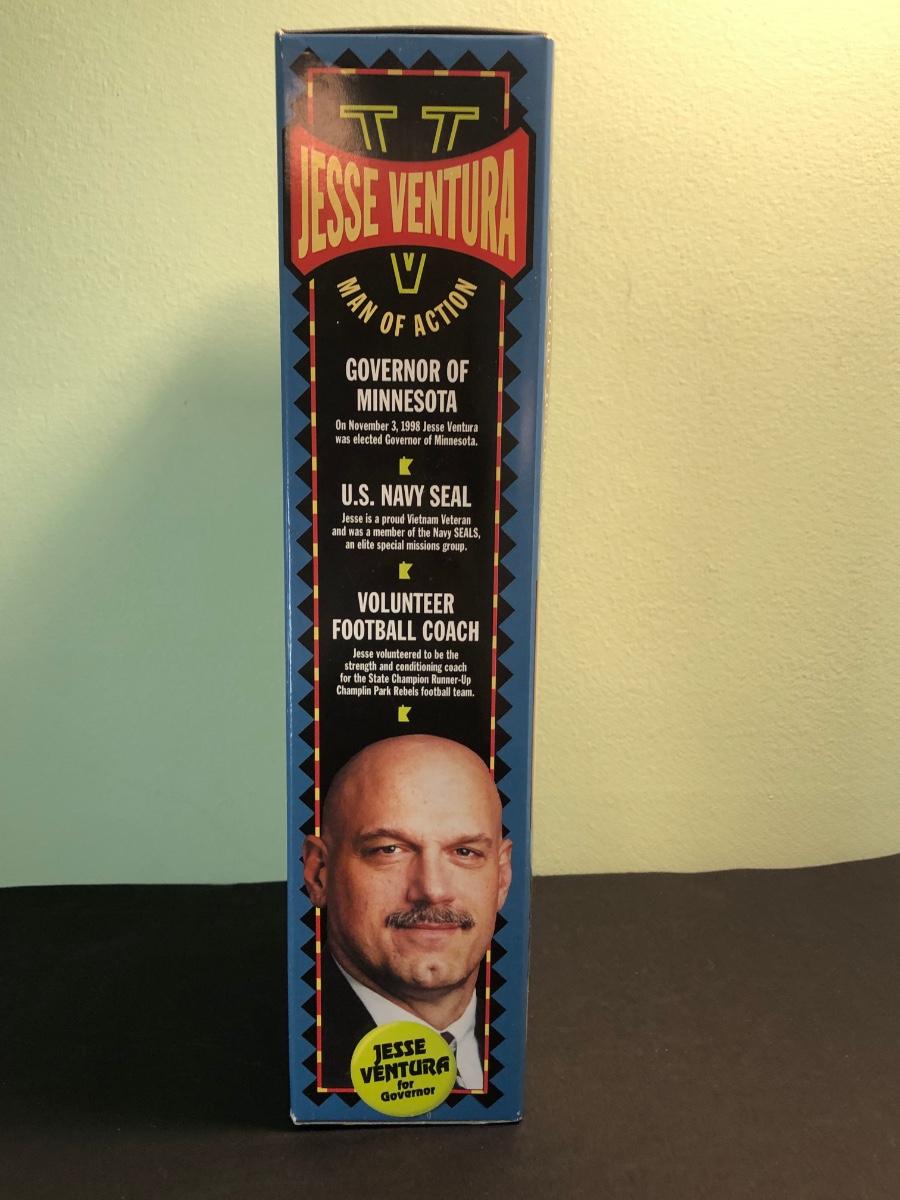 T T
JESSE VENTURA
V
MAN OF ACTION
GOVERNOR OF
MINNESOTA
On November 3, 1998 Jesse Ventura
was elected Governor of Minnesota.
U.S. NAVY SEAL
Jesse is a proud Vietnam Veteran
and was a member of the Navy SEALS,
an elite special missions group.
VOLUNTEER
FOOTBALL COACH
Jesse volunteered to be the
strength and conditioning coach
for the State Champion Runner-Up
Champlin Park Rebels football team.
JESSE
VENTURA
for
Governor